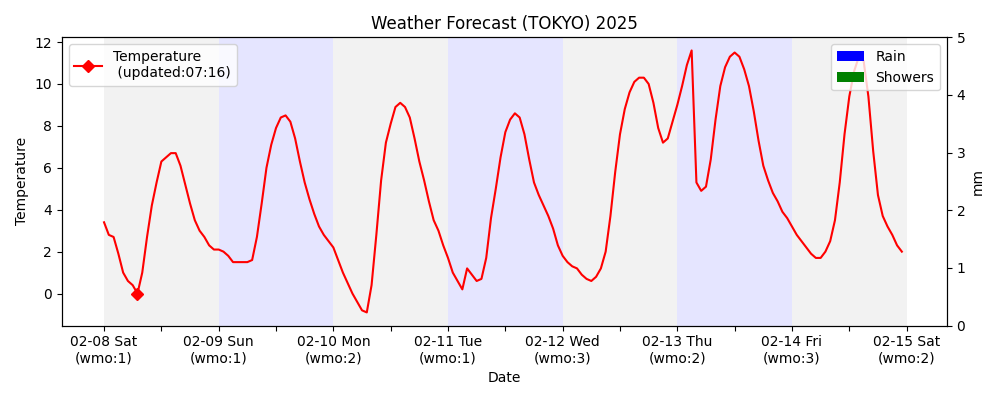 Weather Forecast (TOKYO) 2025
Temperature
(updated:07:16)
Rain
Showers
Temperature
12
10
8
6
4
2
0
5
4
3
2
1
0
mm
02-08 Sat
(wmo:1)
02-09 Sun
(wmo:1)
02-10 Mon
(wmo:2)
02-11 Tue
(wmo:1)
02-12 Wed
(wmo:3)
02-13 Thu
(wmo:2)
02-14 Fri
(wmo:3)
02-15 Sat
(wmo:2)
Date